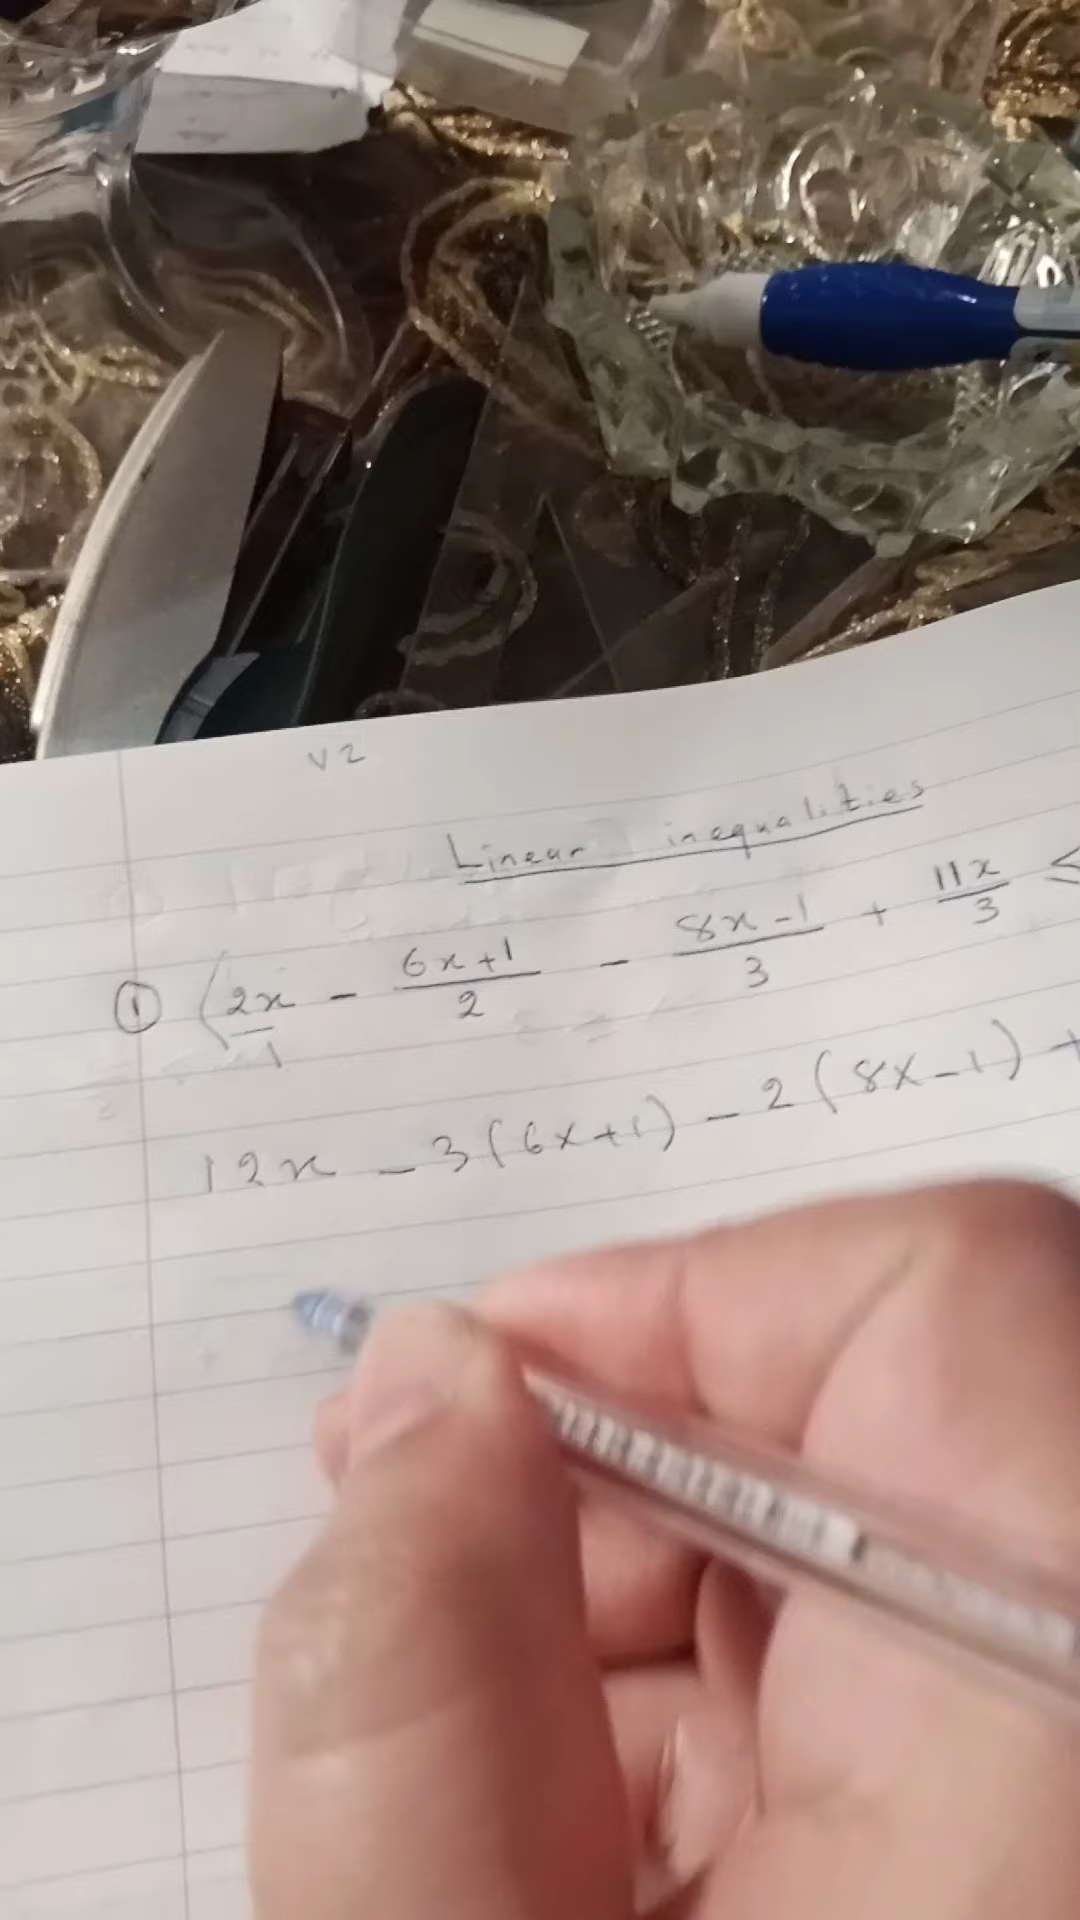 V2
Linear inequalities
① (2x/1 - 6x+1/2 - 8x-1/3 + 11x/3 <
12x - 3(6x+1) - 2(8x-1) +